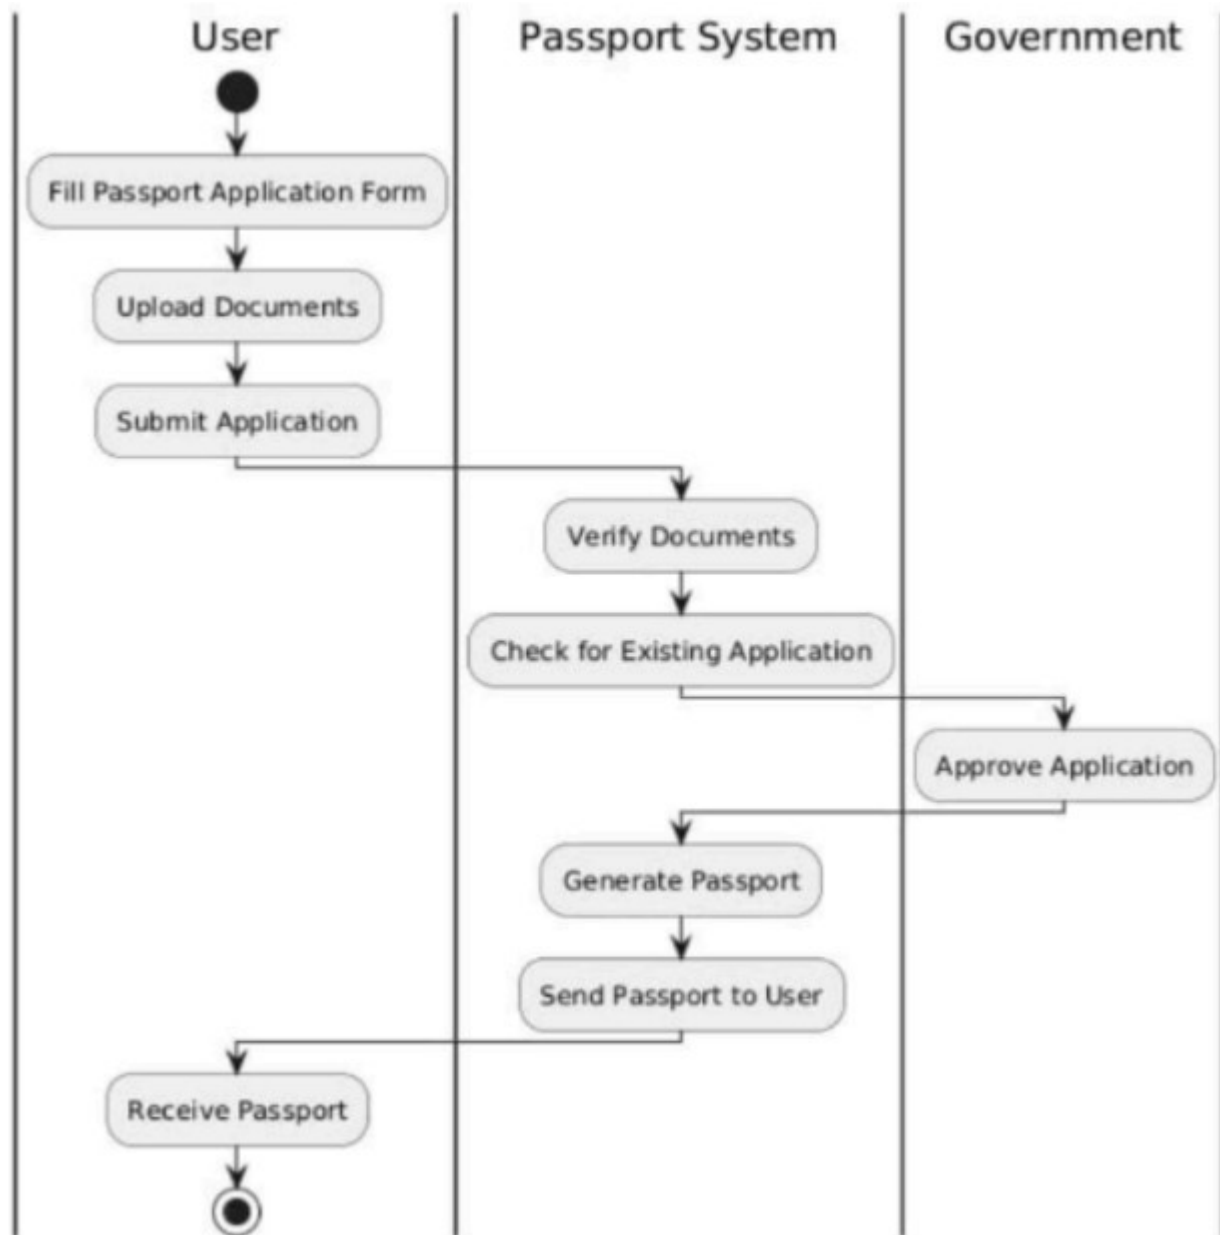 User
Passport System
Government
Fill Passport Application Form
Upload Documents
Submit Application
Verify Documents
Check for Existing Application
Approve Application
Generate Passport
Send Passport to User
Receive Passport